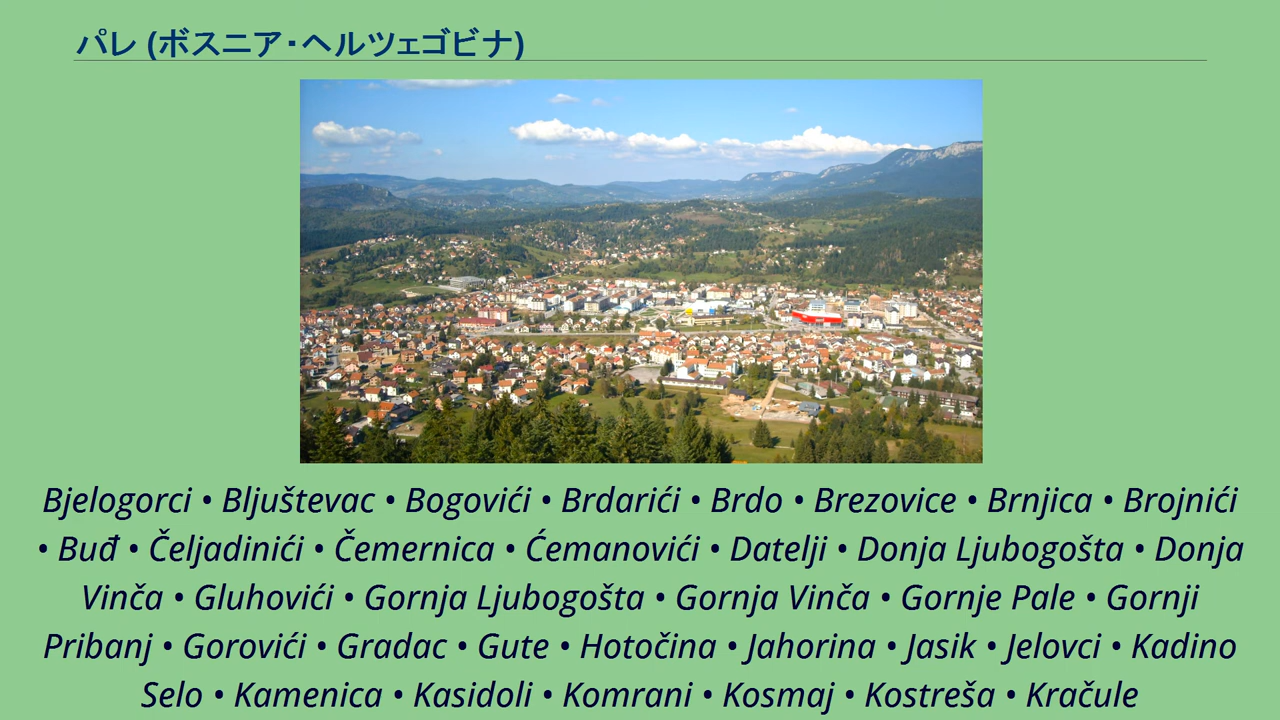 パレ (ボスニア・ヘルツェゴビナ)
Bjelogorci • Bljuštevac • Bogovići • Brdarići • Brdo • Brezovice • Brnjica • Brojnići
• Buđ • Čeljadinići • Čemernica • Ćemanovići • Datelji • Donja Ljubogošta • Donja
Vinča • Gluhovići • Gornja Ljubogošta • Gornja Vinča • Gornje Pale • Gornji
Pribanj • Gorovići • Gradac • Gute • Hotočina • Jahorina • Jasik • Jelovci • Kadino
Selo • Kamenica • Kasidoli • Komrani • Kosmaj • Kostreša • Kračule